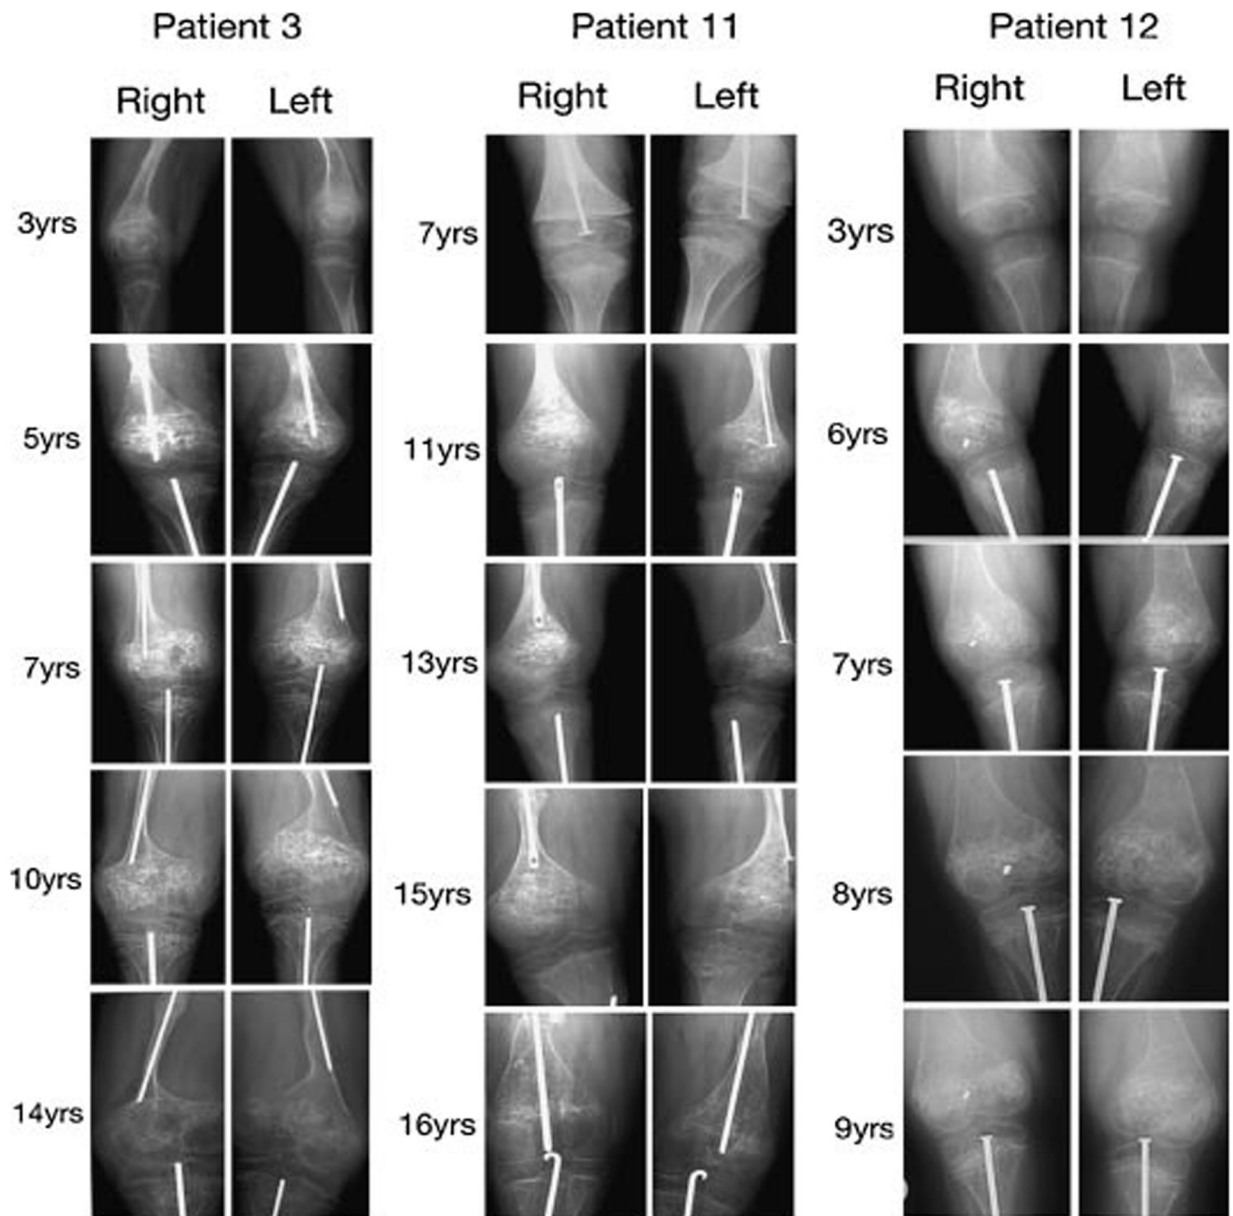 Patient 3 Patient 11 Patient 12
Right Left Right Left Right Left
3yrs 7yrs 3yrs
5yrs 11yrs 6yrs
7yrs 13yrs 7yrs
10yrs 15yrs 8yrs
14yrs 16yrs 9yrs